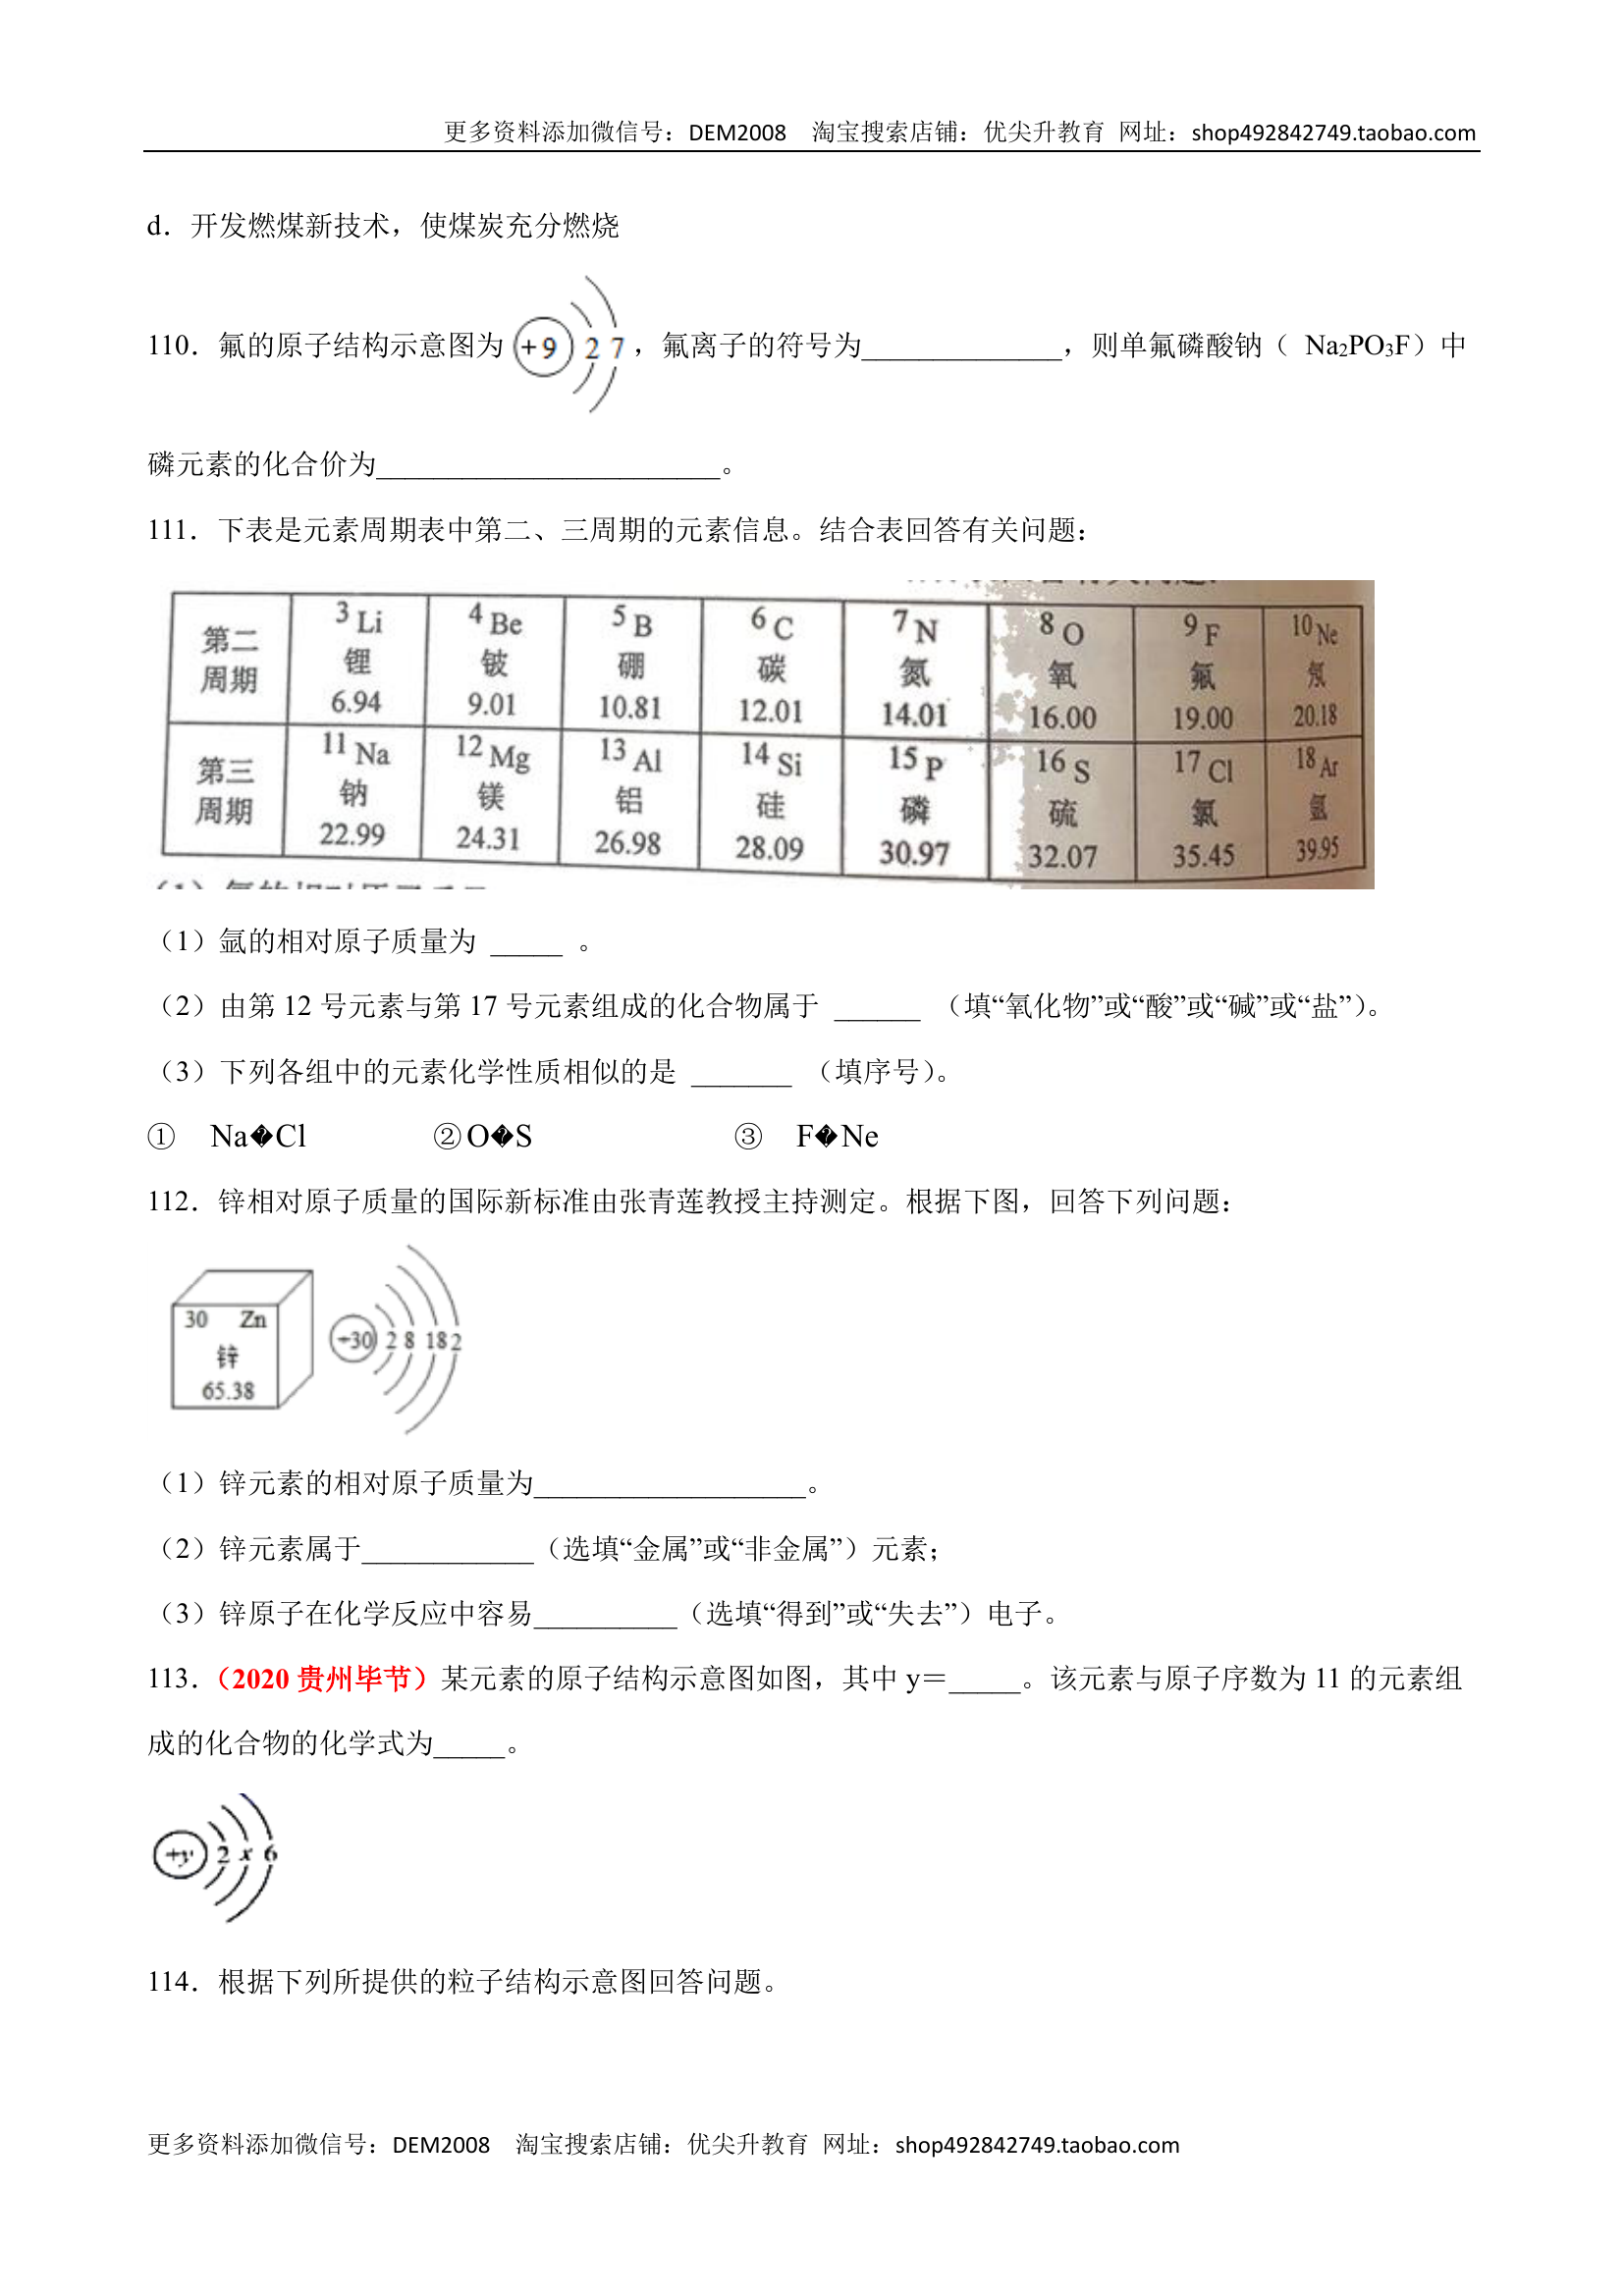 更多资料添加微信号：DEM2008 淘宝搜索店铺：优尖升教育 网址：shop492842749.taobao.com
d．开发燃煤新技术，使煤炭充分燃烧
110．氟的原子结构示意图为 +9 2 7 ，氟离子的符号为______________，则单氟磷酸钠（ Na₂PO₃F）中
磷元素的化合价为________________________。
111．下表是元素周期表中第二、三周期的元素信息。结合表回答有关问题：
第二周期 3 Li 锂 6.94 4 Be 铍 9.01 5 B 硼 10.81 6 C 碳 12.01 7 N 氮 14.01 8 O 氧 16.00 9 F 氟 19.00 10 Ne 氖 20.18
第三周期 11 Na 钠 22.99 12 Mg 镁 24.31 13 Al 铝 26.98 14 Si 硅 28.09 15 P 磷 30.97 16 S 硫 32.07 17 Cl 氯 35.45 18 Ar 氩 39.95
（1）氩的相对原子质量为 _____ 。
（2）由第 12 号元素与第 17 号元素组成的化合物属于 ______ （填“氧化物”或“酸”或“碱”或“盐”）。
（3）下列各组中的元素化学性质相似的是 _______ （填序号）。
① Na�Cl ②O�S ③ F�Ne
112．锌相对原子质量的国际新标准由张青莲教授主持测定。根据下图，回答下列问题：
30 Zn 锌 65.38 +30 2 8 18 2
（1）锌元素的相对原子质量为___________________。
（2）锌元素属于____________（选填“金属”或“非金属”）元素；
（3）锌原子在化学反应中容易__________（选填“得到”或“失去”）电子。
113．（2020 贵州毕节）某元素的原子结构示意图如图，其中 y＝_____。该元素与原子序数为 11 的元素组
成的化合物的化学式为_____。
+y 2 x 6
114．根据下列所提供的粒子结构示意图回答问题。
更多资料添加微信号：DEM2008 淘宝搜索店铺：优尖升教育 网址：shop492842749.taobao.com